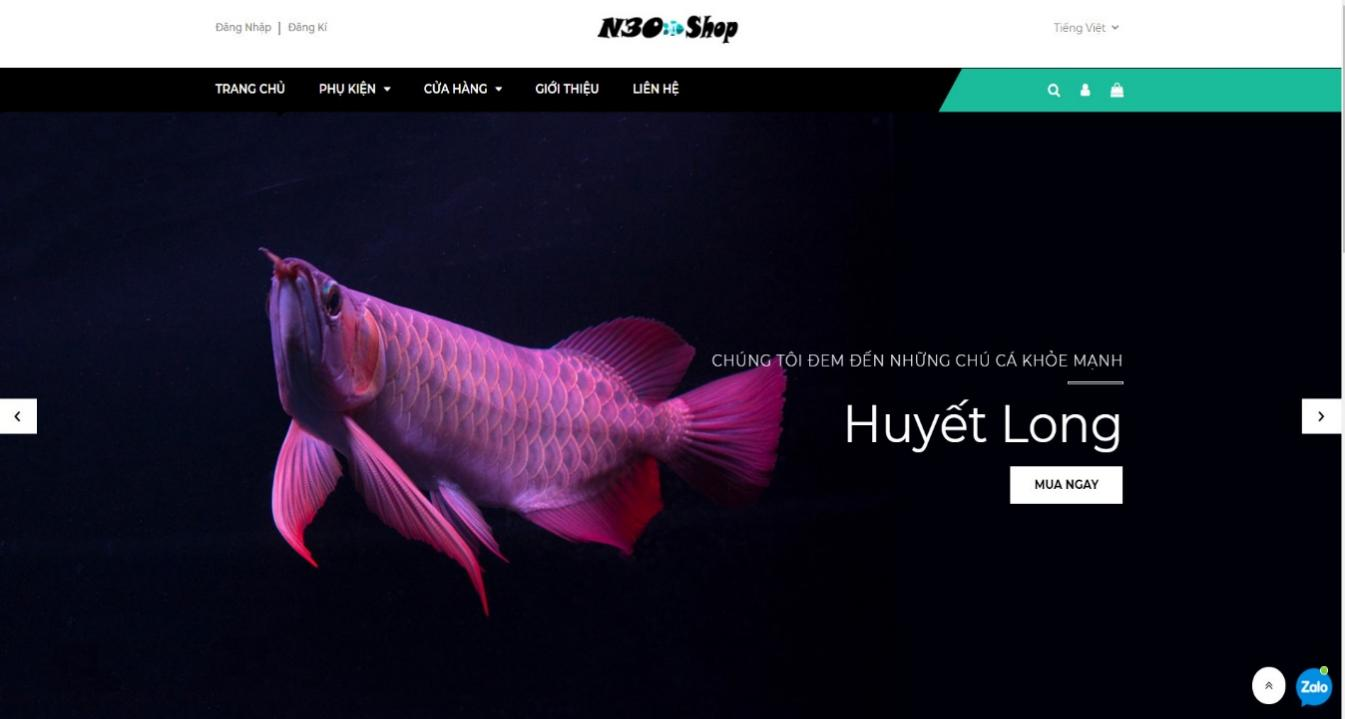 Đăng Nhập | Đăng Kí
N3O Shop
Tiếng Việt
TRANG CHỦ PHỤ KIỆN CỬA HÀNG GIỚI THIỆU LIÊN HỆ
CHÚNG TÔI ĐEM ĐẾN NHỮNG CHÚ CÁ KHỎE MẠNH
Huyết Long
MUA NGAY
Zalo